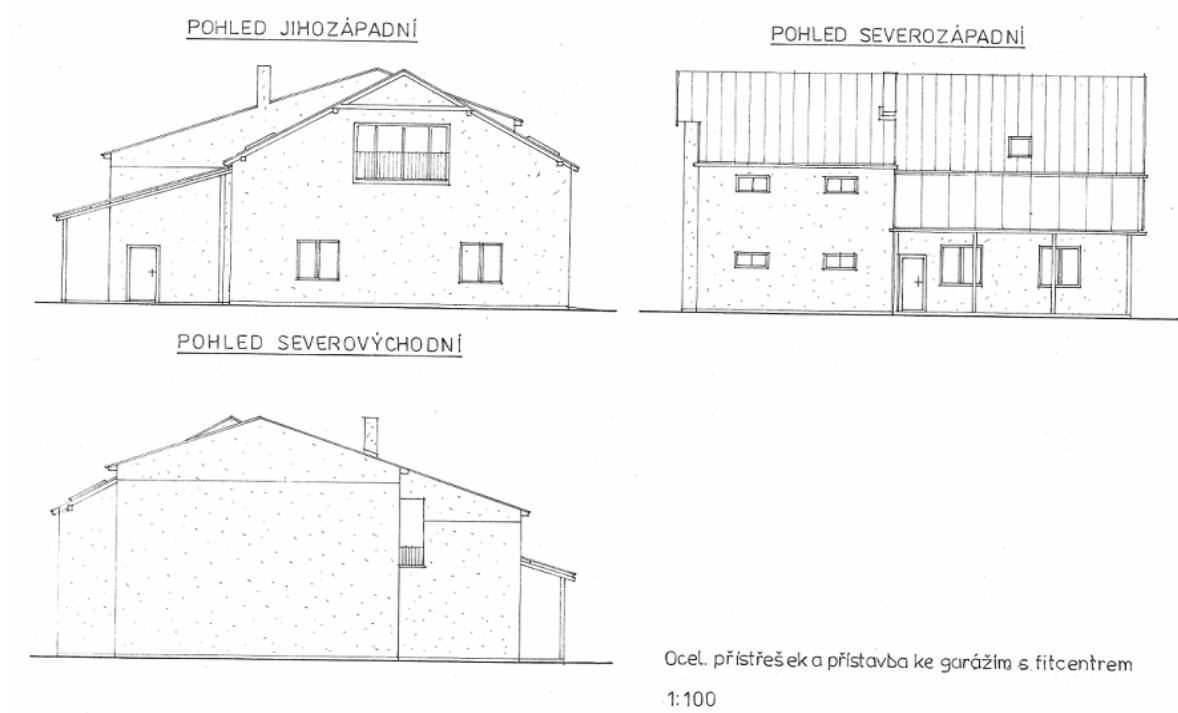 POHLED JIHOZÁPADNÍ
POHLED SEVEROZÁPADNÍ
POHLED SEVEROVÝCHODNÍ
Ocel. přístřešek a přístavba ke garážím s fitcentrem
1:100